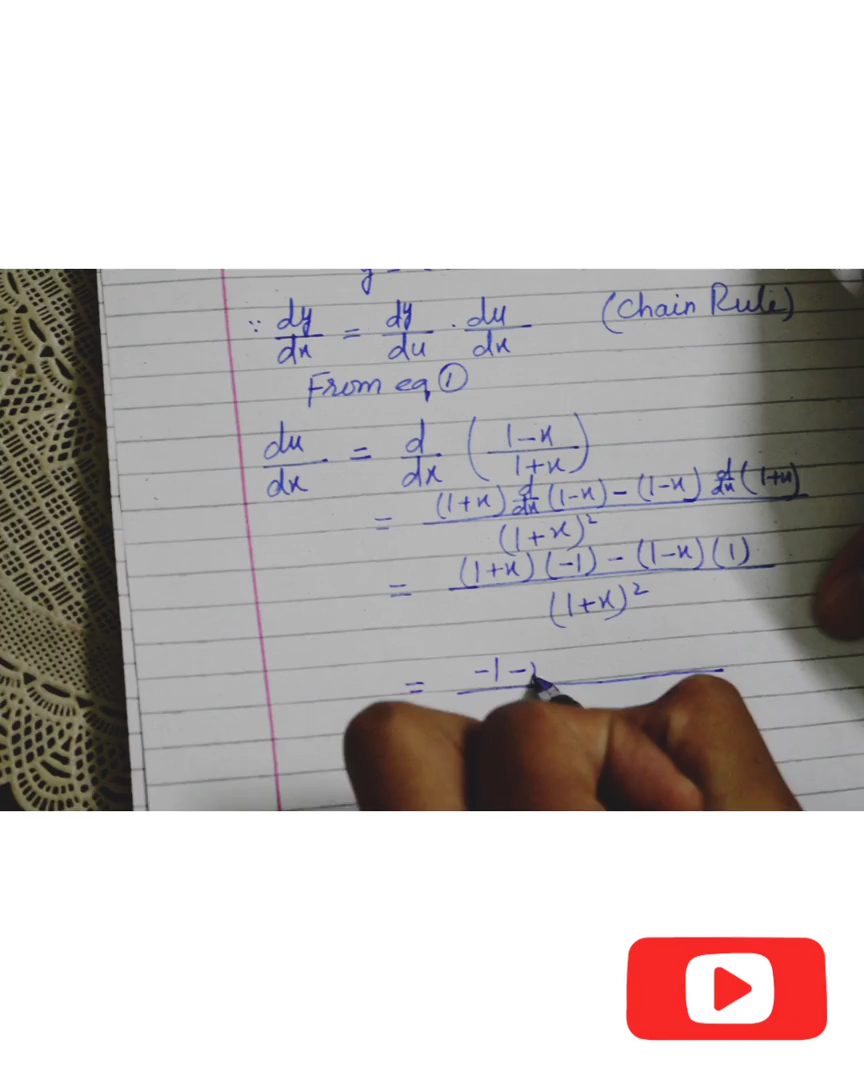 y =
∵ dy/dx = dy/du · du/dx (Chain Rule)
From eq ①
du/dx = d/dx ( 1-x / 1+x )
= (1+x) d/dx (1-x) - (1-x) d/dx (1+x) / (1+x)²
= (1+x) (-1) - (1-x) (1) / (1+x)²
= -1 -